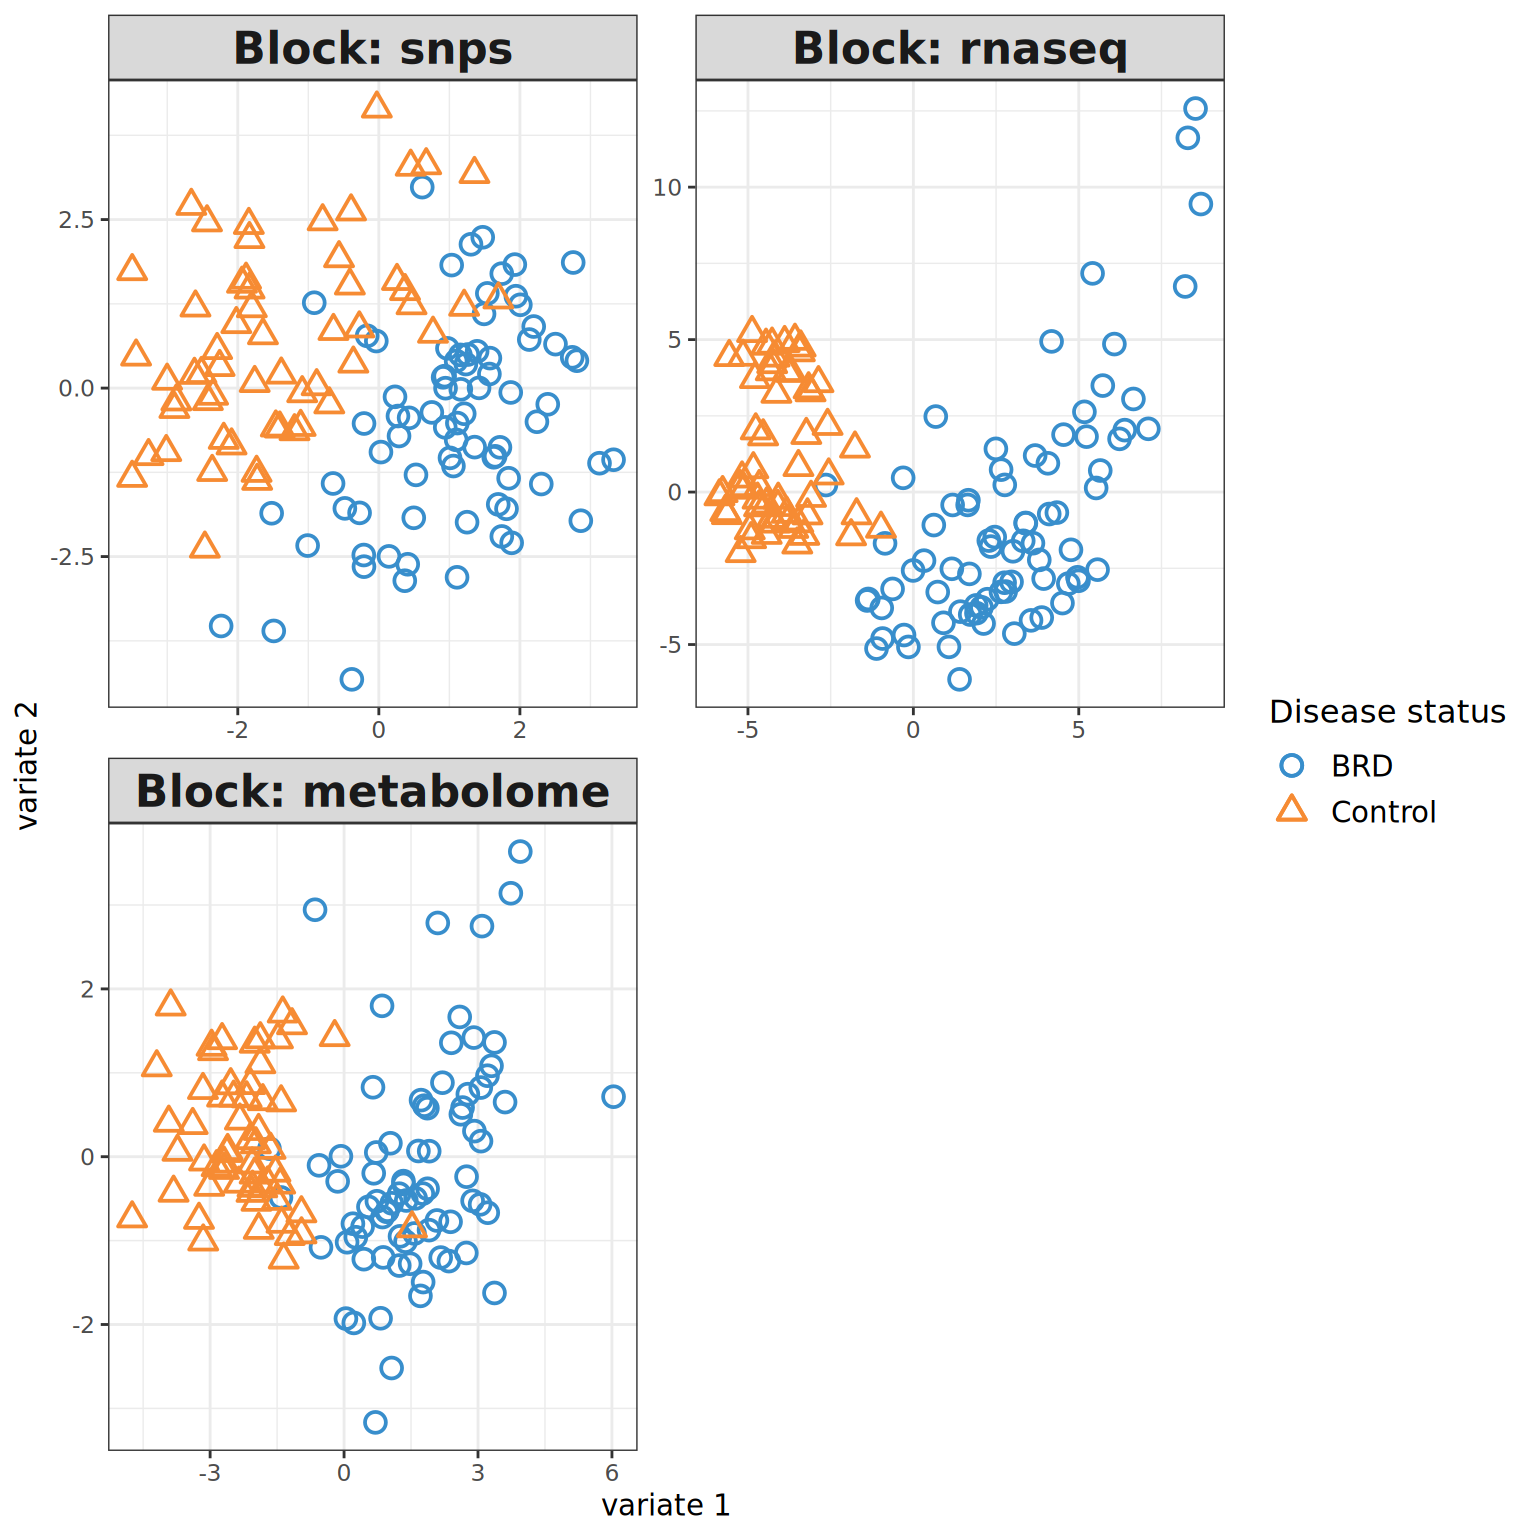 Block: snps
Block: rnaseq
2.5
0.0
-2.5
10
5
0
-5
-2
0
2
-5
0
5
variate 2
Disease status
BRD
Control
Block: metabolome
2
0
-2
-3
0
3
6
variate 1